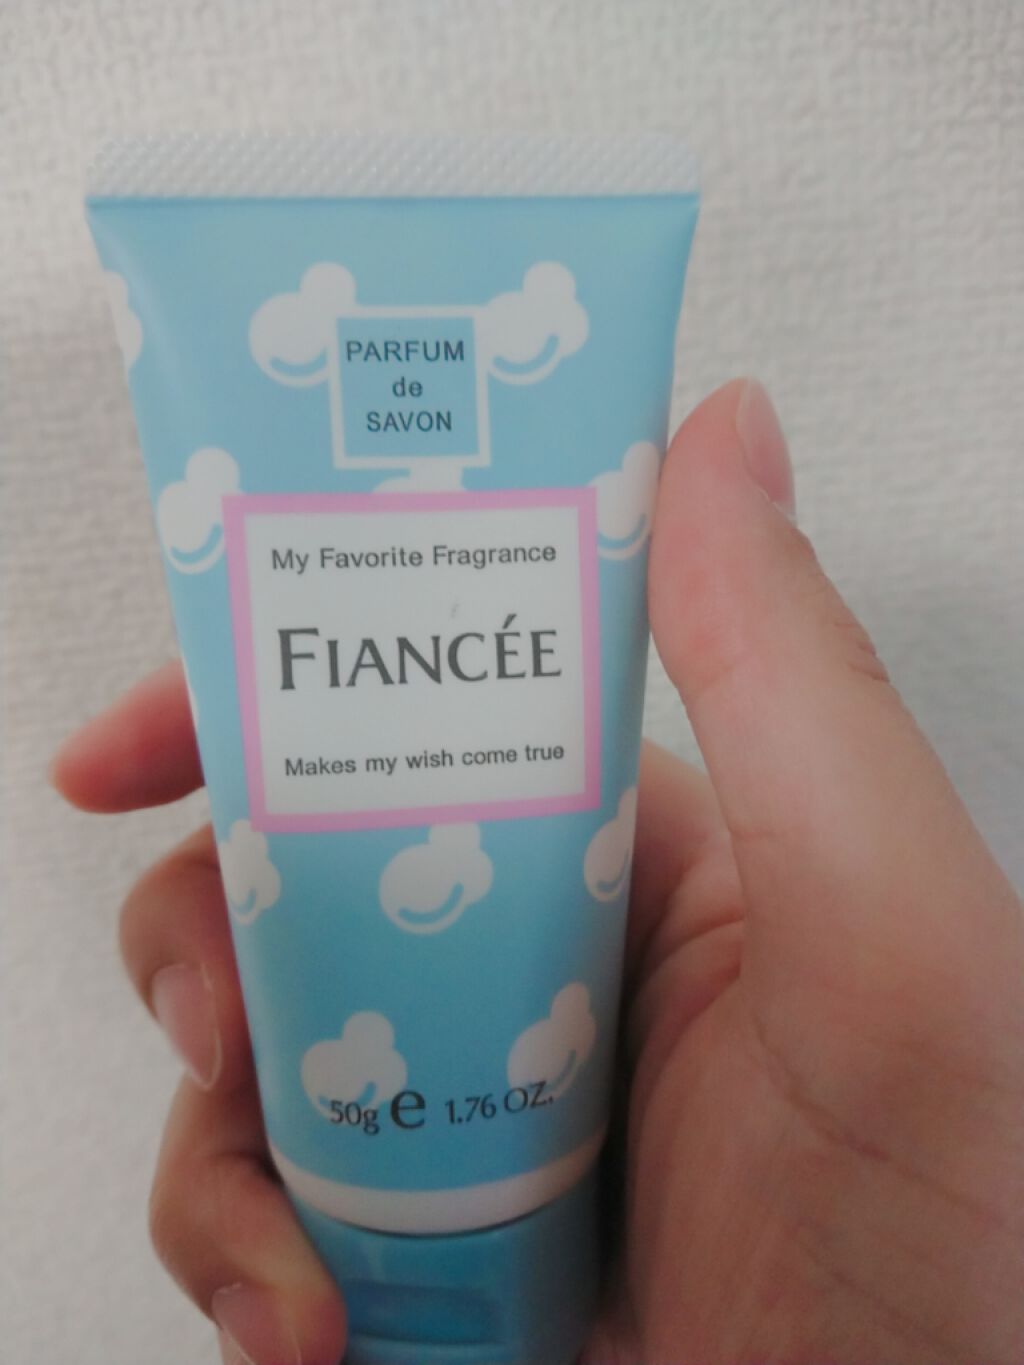 PARFUM
de
SAVON
My Favorite Fragrance
FIANCÉE
Makes my wish come true
50g e 1.76 OZ.